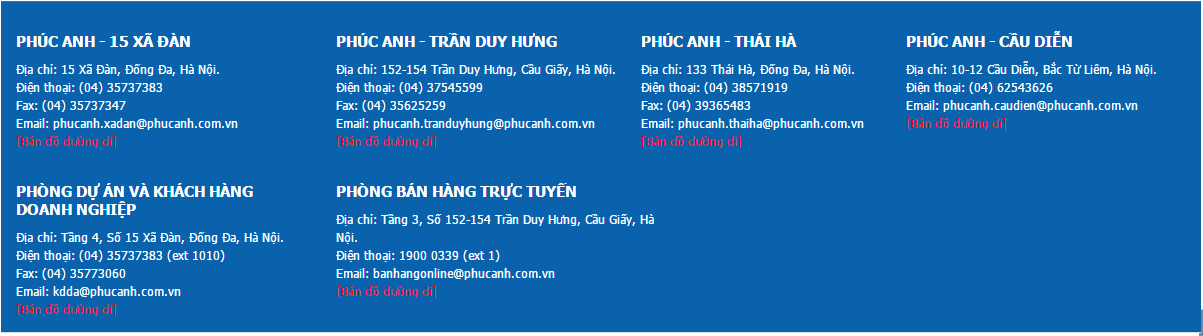 PHÚC ANH - 15 XÃ ĐÀN
Địa chỉ: 15 Xã Đàn, Đống Đa, Hà Nội.
Điện thoại: (04) 35737383
Fax: (04) 35737347
Email: phucanh.xadan@phucanh.com.vn
[Bản đồ đường đi]
PHÚC ANH - TRẦN DUY HƯNG
Địa chỉ: 152-154 Trần Duy Hưng, Cầu Giấy, Hà Nội.
Điện thoại: (04) 37545599
Fax: (04) 35625259
Email: phucanh.tranduyhung@phucanh.com.vn
[Bản đồ đường đi]
PHÚC ANH - THÁI HÀ
Địa chỉ: 133 Thái Hà, Đống Đa, Hà Nội.
Điện thoại: (04) 38571919
Fax: (04) 39365483
Email: phucanh.thaiha@phucanh.com.vn
[Bản đồ đường đi]
PHÚC ANH - CẦU DIỄN
Địa chỉ: 10-12 Cầu Diễn, Bắc Từ Liêm, Hà Nội.
Điện thoại: (04) 62543626
Email: phucanh.caudien@phucanh.com.vn
[Bản đồ đường đi]
PHÒNG DỰ ÁN VÀ KHÁCH HÀNG
DOANH NGHIỆP
Địa chỉ: Tầng 4, Số 15 Xã Đàn, Đống Đa, Hà Nội.
Điện thoại: (04) 35737383 (ext 1010)
Fax: (04) 35773060
Email: kdda@phucanh.com.vn
[Bản đồ đường đi]
PHÒNG BÁN HÀNG TRỰC TUYẾN
Địa chỉ: Tầng 3, Số 152-154 Trần Duy Hưng, Cầu Giấy, Hà
Nội.
Điện thoại: 1900 0339 (ext 1)
Email: banhangonline@phucanh.com.vn
[Bản đồ đường đi]